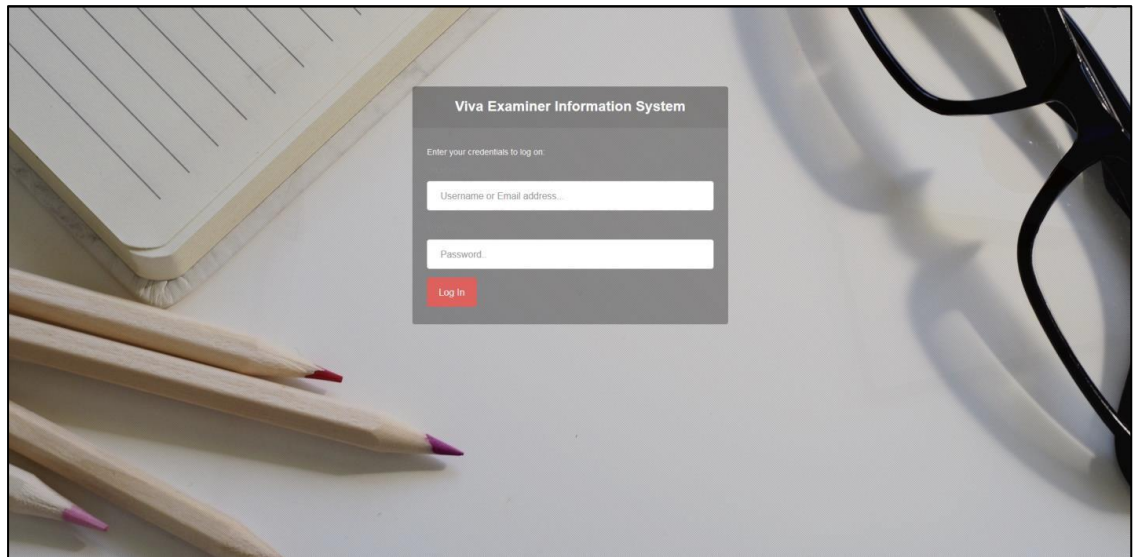 Viva Examiner Information System
Enter your credentials to log on:
Username or Email address...
Password..
Log In